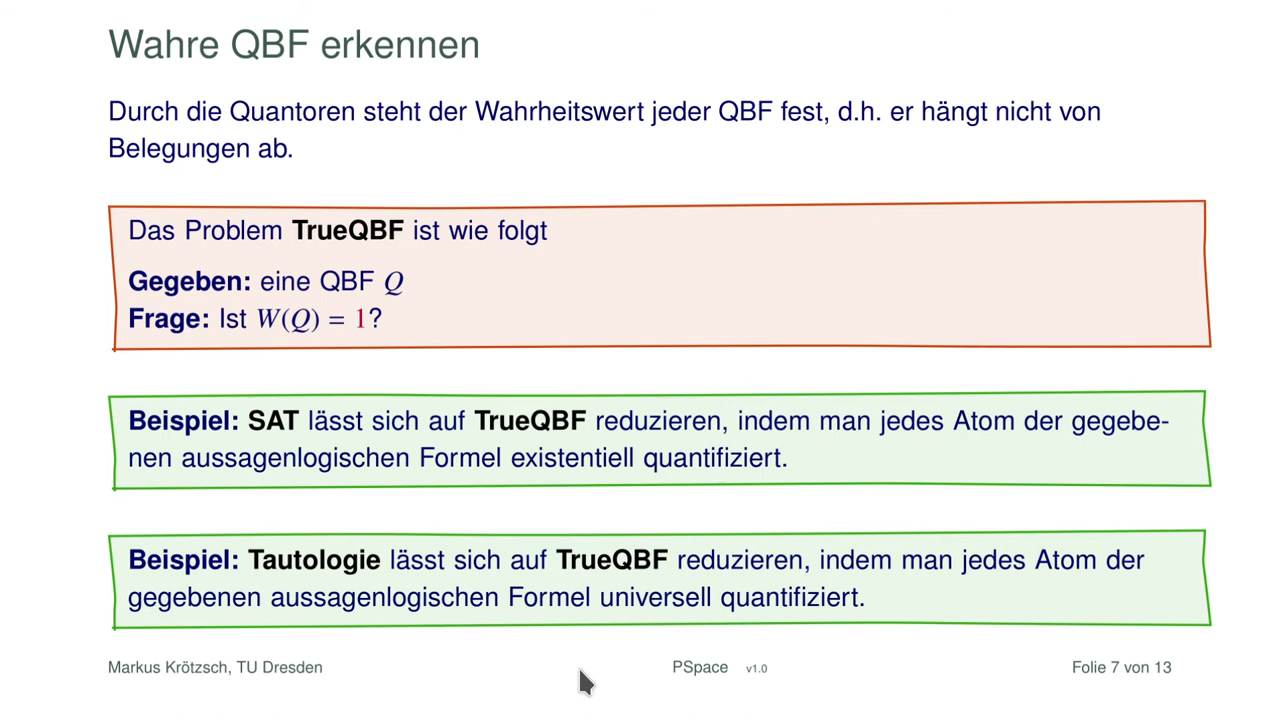 Wahre QBF erkennen
Durch die Quantoren steht der Wahrheitswert jeder QBF fest, d.h. er hängt nicht von
Belegungen ab.
Das Problem TrueQBF ist wie folgt
Gegeben: eine QBF Q
Frage: Ist W(Q) = 1?
Beispiel: SAT lässt sich auf TrueQBF reduzieren, indem man jedes Atom der gegebe-
nen aussagenlogischen Formel existentiell quantifiziert.
Beispiel: Tautologie lässt sich auf TrueQBF reduzieren, indem man jedes Atom der
gegebenen aussagenlogischen Formel universell quantifiziert.
Markus Krötzsch, TU Dresden PSpace v1.0 Folie 7 von 13